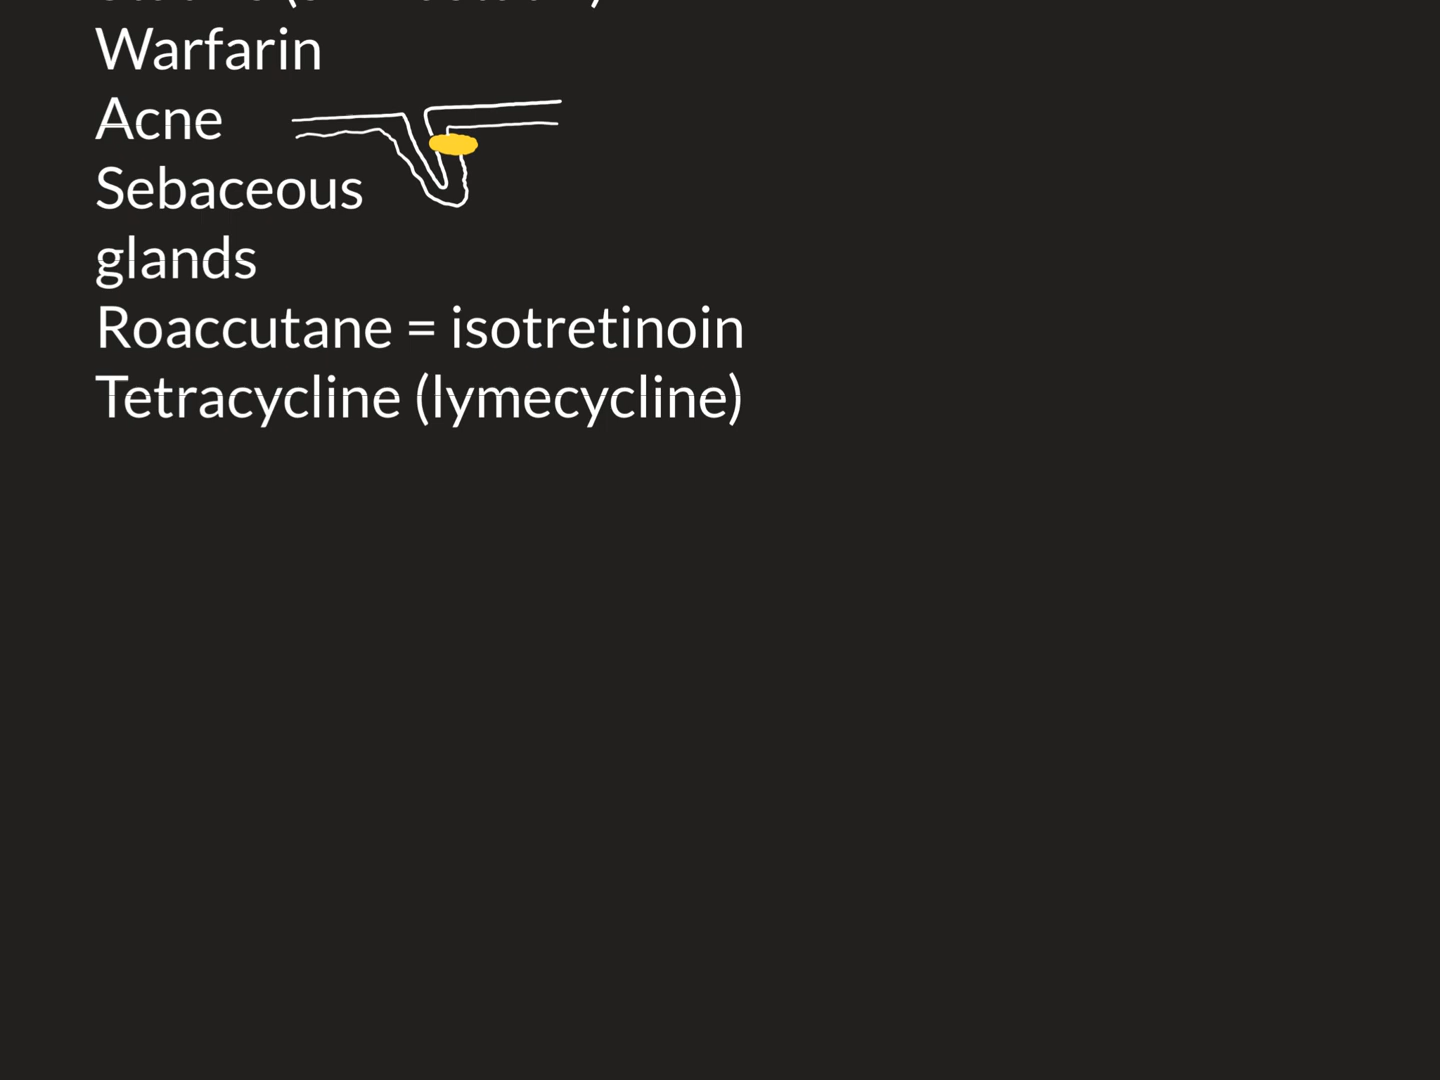 Warfarin
Acne
Sebaceous
glands
Roaccutane = isotretinoin
Tetracycline (lymecycline)